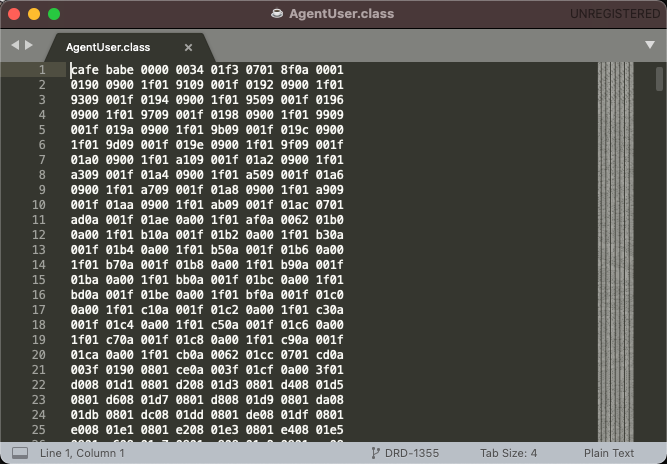 AgentUser.class
UNREGISTERED
AgentUser.class ×
1 cafe babe 0000 0034 01f3 0701 8f0a 0001
2 0190 0900 1f01 9109 001f 0192 0900 1f01
3 9309 001f 0194 0900 1f01 9509 001f 0196
4 0900 1f01 9709 001f 0198 0900 1f01 9909
5 001f 019a 0900 1f01 9b09 001f 019c 0900
6 1f01 9d09 001f 019e 0900 1f01 9f09 001f
7 01a0 0900 1f01 a109 001f 01a2 0900 1f01
8 a309 001f 01a4 0900 1f01 a509 001f 01a6
9 0900 1f01 a709 001f 01a8 0900 1f01 a909
10 001f 01aa 0900 1f01 ab09 001f 01ac 0701
11 ad0a 001f 01ae 0a00 1f01 af0a 0062 01b0
12 0a00 1f01 b10a 001f 01b2 0a00 1f01 b30a
13 001f 01b4 0a00 1f01 b50a 001f 01b6 0a00
14 1f01 b70a 001f 01b8 0a00 1f01 b90a 001f
15 01ba 0a00 1f01 bb0a 001f 01bc 0a00 1f01
16 bd0a 001f 01be 0a00 1f01 bf0a 001f 01c0
17 0a00 1f01 c10a 001f 01c2 0a00 1f01 c30a
18 001f 01c4 0a00 1f01 c50a 001f 01c6 0a00
19 1f01 c70a 001f 01c8 0a00 1f01 c90a 001f
20 01ca 0a00 1f01 cb0a 0062 01cc 0701 cd0a
21 003f 0190 0801 ce0a 003f 01cf 0a00 3f01
22 d008 01d1 0801 d208 01d3 0801 d408 01d5
23 0801 d608 01d7 0801 d808 01d9 0801 da08
24 01db 0801 dc08 01dd 0801 de08 01df 0801
25 e008 01e1 0801 e208 01e3 0801 e408 01e5
Line 1, Column 1
DRD-1355
Tab Size: 4
Plain Text